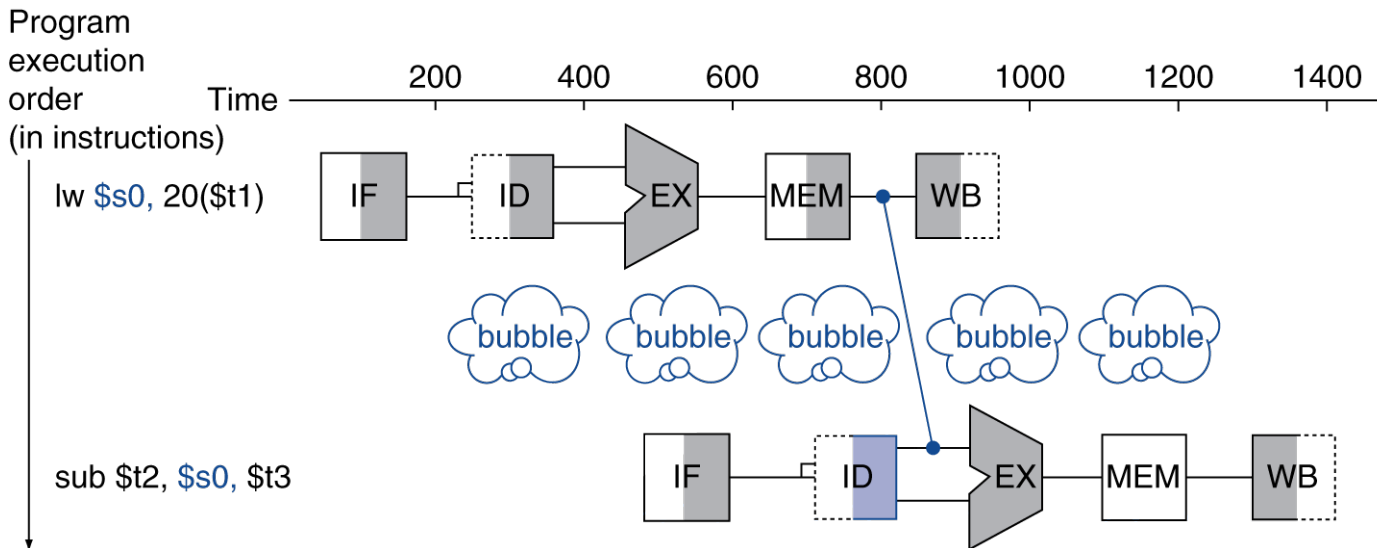 Program
execution
order
(in instructions)
Time
200 400 600 800 1000 1200 1400
lw $s0, 20($t1)
IF ID EX MEM WB
bubble bubble bubble bubble bubble
sub $t2, $s0, $t3
IF ID EX MEM WB